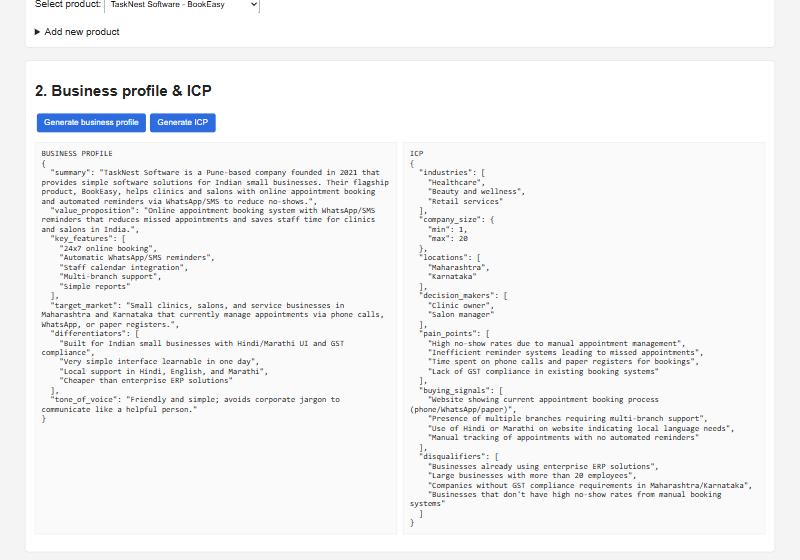 Select product: TaskNest Software - BookEasy
▶ Add new product
2. Business profile & ICP
Generate business profile Generate ICP
BUSINESS PROFILE
{
"summary": "TaskNest Software is a Pune-based company founded in 2021 that
provides simple software solutions for Indian small businesses. Their flagship
product, BookEasy, helps clinics and salons with online appointment booking
and automated reminders via WhatsApp/SMS to reduce no-shows.",
"value_proposition": "Online appointment booking system with WhatsApp/SMS
reminders that reduces missed appointments and saves staff time for clinics
and salons in India.",
"key_features": [
"24x7 online booking",
"Automatic WhatsApp/SMS reminders",
"Staff calendar integration",
"Multi-branch support",
"Simple reports"
],
"target_market": "Small clinics, salons, and service businesses in
Maharashtra and Karnataka that currently manage appointments via phone calls,
WhatsApp, or paper registers.",
"differentiators": [
"Built for Indian small businesses with Hindi/Marathi UI and GST
compliance",
"Very simple interface learnable in one day",
"Local support in Hindi, English, and Marathi",
"Cheaper than enterprise ERP solutions"
],
"tone_of_voice": "Friendly and simple; avoids corporate jargon to
communicate like a helpful person."
}
ICP
{
"industries": [
"Healthcare",
"Beauty and wellness",
"Retail services"
],
"company_size": {
"min": 1,
"max": 20
},
"locations": [
"Maharashtra",
"Karnataka"
],
"decision_makers": [
"Clinic owner",
"Salon manager"
],
"pain_points": [
"High no-show rates due to manual appointment management",
"Inefficient reminder systems leading to missed appointments",
"Time spent on phone calls and paper registers for bookings",
"Lack of GST compliance in existing booking systems"
],
"buying_signals": [
"Website showing current appointment booking process
(phone/WhatsApp/paper)",
"Presence of multiple branches requiring multi-branch support",
"Use of Hindi or Marathi on website indicating local language needs",
"Manual tracking of appointments with no automated reminders"
],
"disqualifiers": [
"Businesses already using enterprise ERP solutions",
"Large businesses with more than 20 employees",
"Companies without GST compliance requirements in Maharashtra/Karnataka",
"Businesses that don't have high no-show rates from manual booking
systems"
]
}